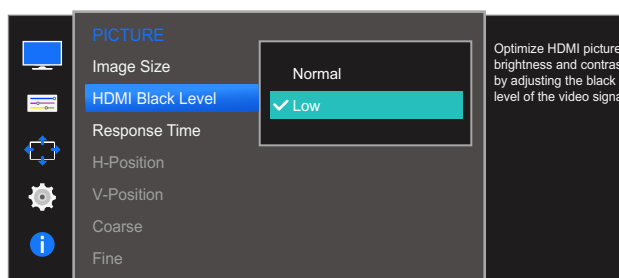 PICTURE
Image Size
HDMI Black Level
Response Time
H-Position
V-Position
Coarse
Fine
Normal
Low
Optimize HDMI picture
brightness and contras
by adjusting the black
level of the video signa
i